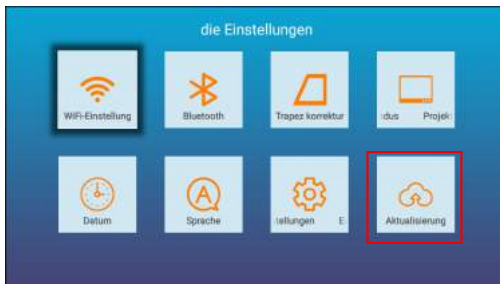 die Einstellungen
WiFi-Einstellung
Bluetooth
Trapez korrektur
dus Projek
Datum
A
Sprache
tellungen E
Aktualisierung